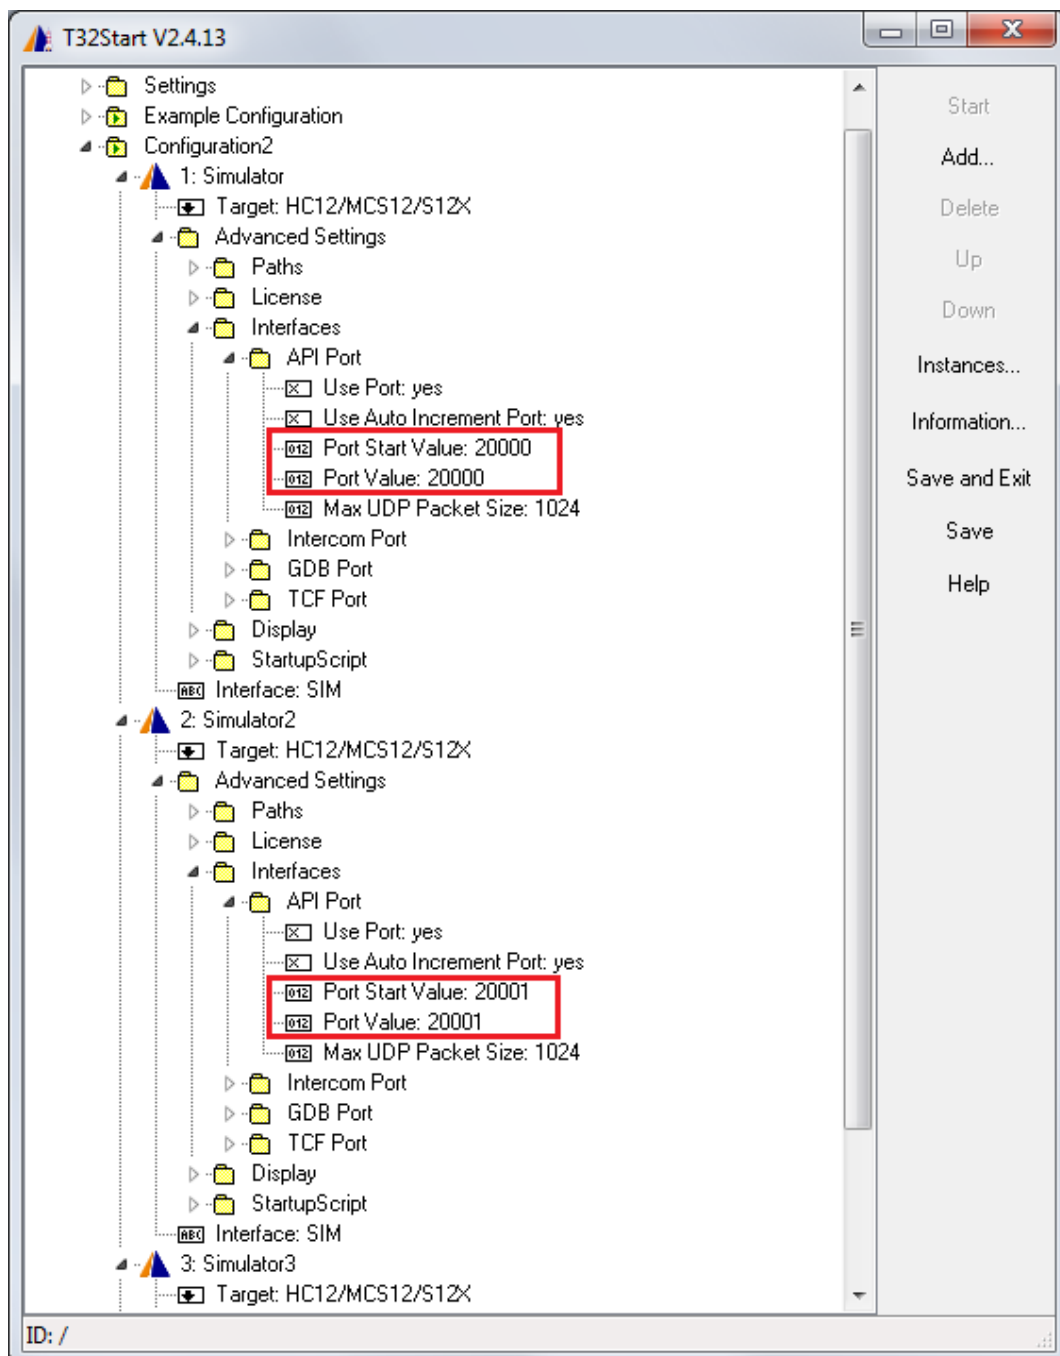 T32Start V2.4.13
Settings
Example Configuration
Configuration2
1: Simulator
Target: HC12/MCS12/S12X
Advanced Settings
Paths
License
Interfaces
API Port
Use Port: yes
Use Auto Increment Port: yes
Port Start Value: 20000
Port Value: 20000
Max UDP Packet Size: 1024
Intercom Port
GDB Port
TCF Port
Display
StartupScript
Interface: SIM
2: Simulator2
Target: HC12/MCS12/S12X
Advanced Settings
Paths
License
Interfaces
API Port
Use Port: yes
Use Auto Increment Port: yes
Port Start Value: 20001
Port Value: 20001
Max UDP Packet Size: 1024
Intercom Port
GDB Port
TCF Port
Display
StartupScript
Interface: SIM
3: Simulator3
Target: HC12/MCS12/S12X
Start
Add...
Delete
Up
Down
Instances...
Information...
Save and Exit
Save
Help
ID: /